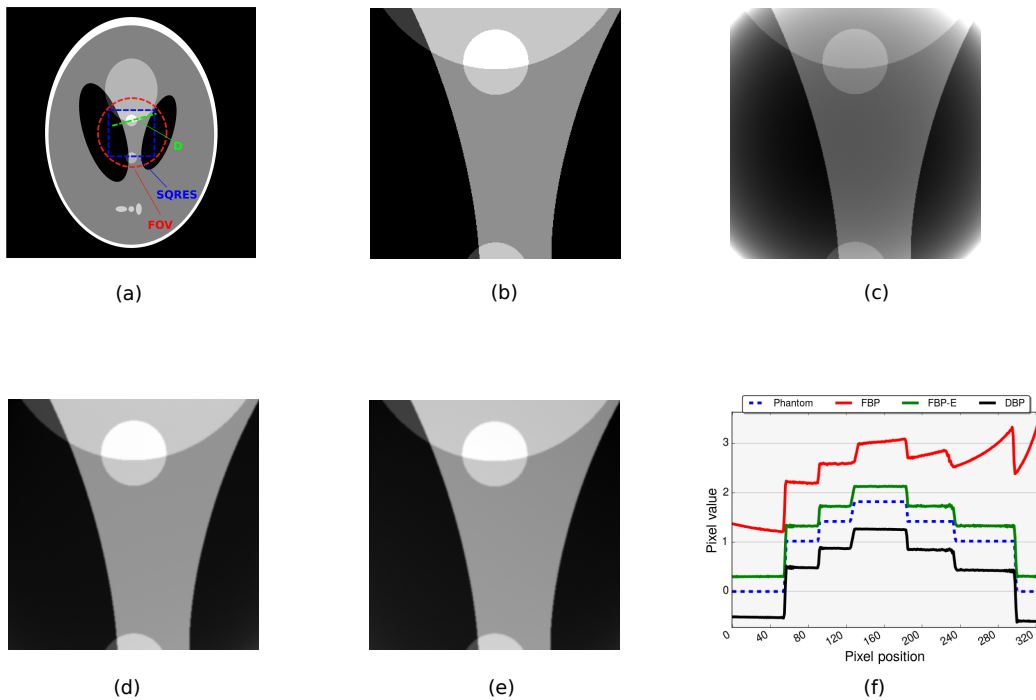 D
SQRES
FOV
(a)
(b)
(c)
(d)
(e)
Phantom FBP FBP-E DBP
Pixel value
3
2
1
0
0 40 80 120 160 200 240 280 320
Pixel position
(f)